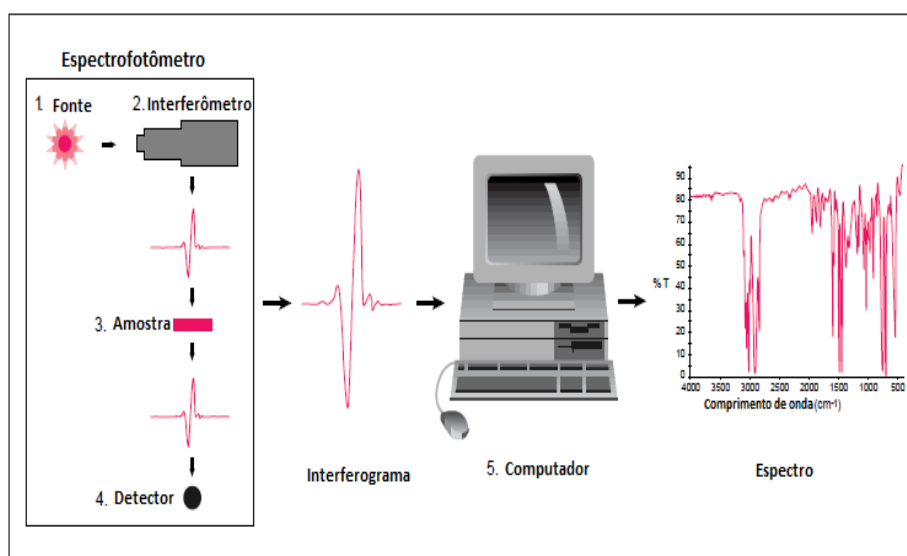 Espectrofotômetro
1. Fonte
2. Interferômetro
3. Amostra
4. Detector
Interferograma
5. Computador
90
80
70
60
50
% T
40
30
20
10
0
4000 3500 3000 2500 2000 1500 1000 500
Comprimento de onda (cm-1)
Espectro